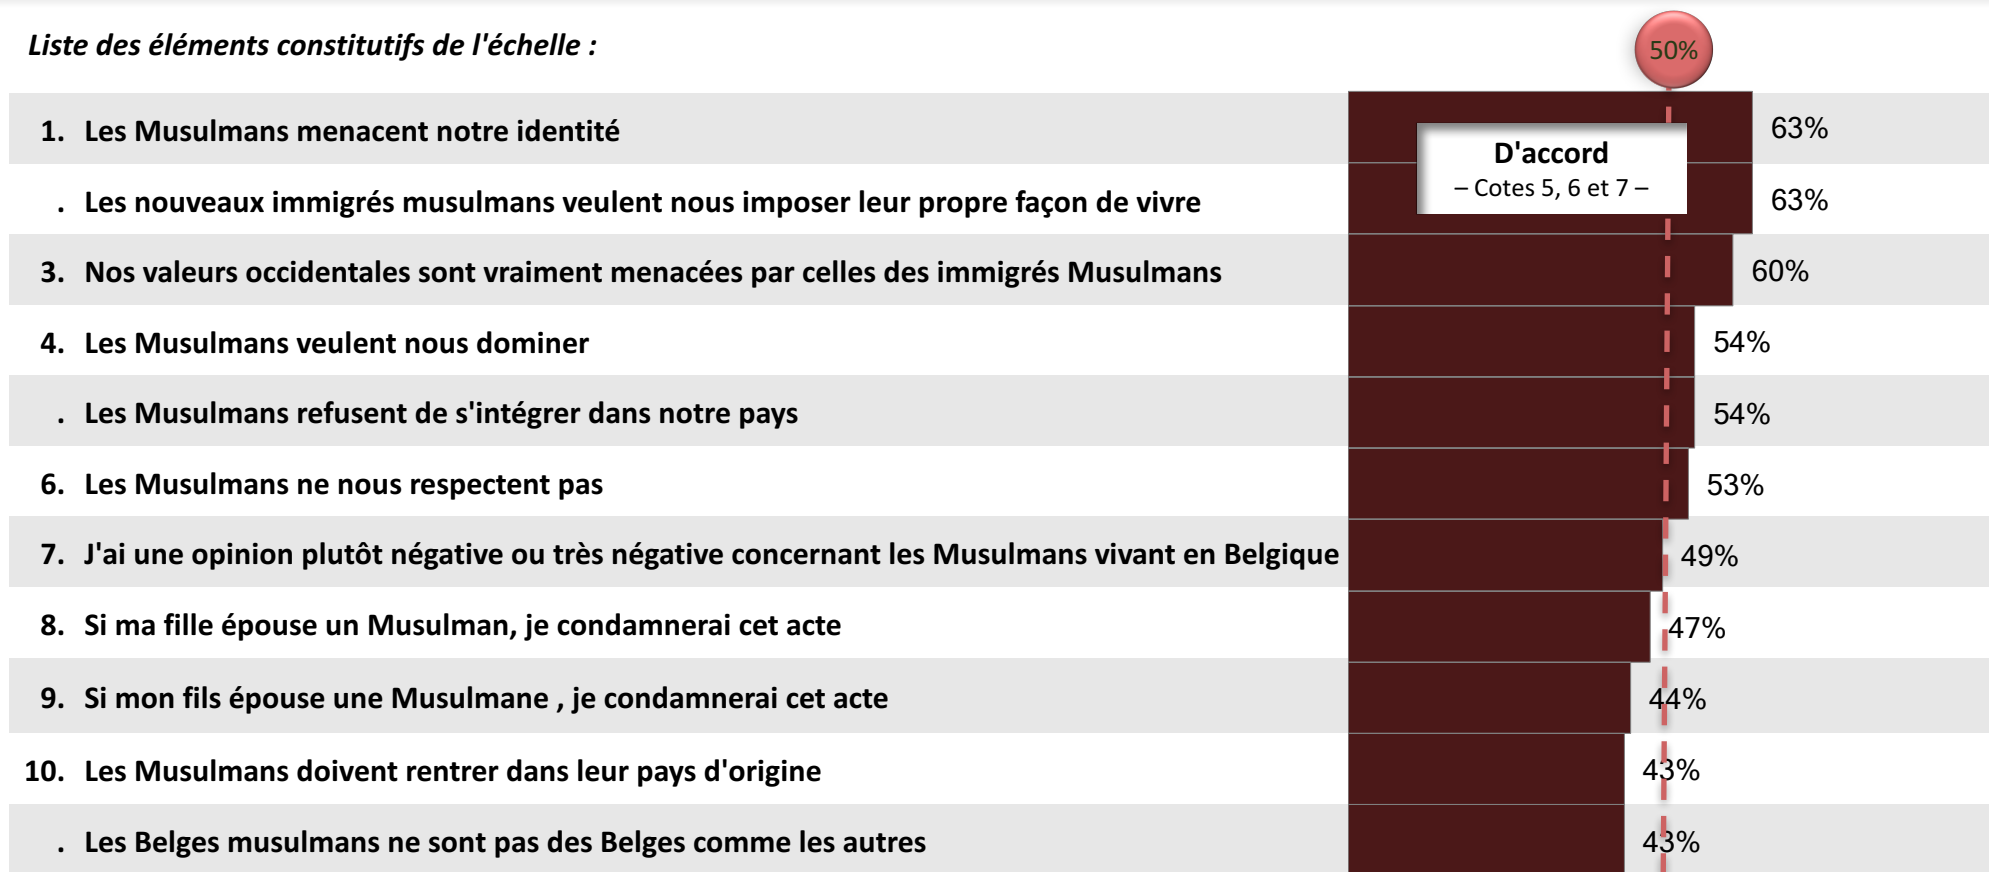 Liste des éléments constitutifs de l'échelle :
50%
1. Les Musulmans menacent notre identité 63%
D'accord
– Cotes 5, 6 et 7 –
. Les nouveaux immigrés musulmans veulent nous imposer leur propre façon de vivre 63%
3. Nos valeurs occidentales sont vraiment menacées par celles des immigrés Musulmans 60%
4. Les Musulmans veulent nous dominer 54%
. Les Musulmans refusent de s'intégrer dans notre pays 54%
6. Les Musulmans ne nous respectent pas 53%
7. J'ai une opinion plutôt négative ou très négative concernant les Musulmans vivant en Belgique 49%
8. Si ma fille épouse un Musulman, je condamnerai cet acte 47%
9. Si mon fils épouse une Musulmane , je condamnerai cet acte 44%
10. Les Musulmans doivent rentrer dans leur pays d'origine 43%
. Les Belges musulmans ne sont pas des Belges comme les autres 43%